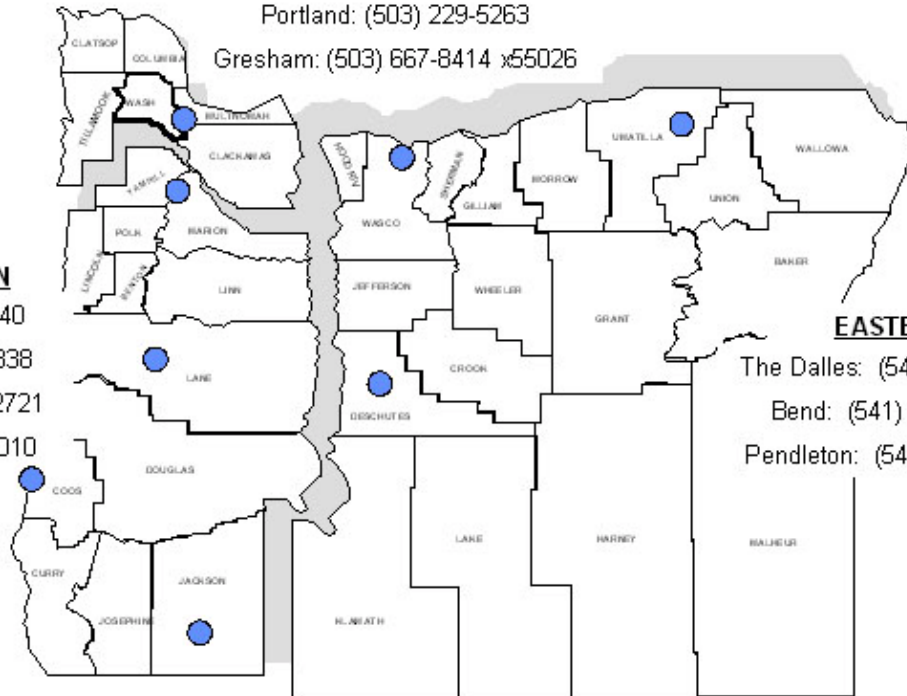 Portland: (503) 229-5263
Gresham: (503) 667-8414 x55026
CLATSOP
COLUMBIA
TILLAMOOK
WASH
MULTNOMAH
CLACKAMAS
HOOD RIV
SHERMAN
GILLIAM
MORROW
UMATILLA
UNION
WALLOWA
YAMHILL
POLK
MARION
WASCO
BAKER
N
LINCOLN
BENTON
LINN
JEFFERSON
WHEELER
GRANT
40
EASTE
338
LANE
CROOK
The Dalles: (54
2721
DESCHUTES
Bend: (541)
010
DOUGLAS
Pendleton: (54
COOS
LAKE
HARNEY
MALHEUR
CURRY
JACKSON
JOSEPHINE
KLAMATH